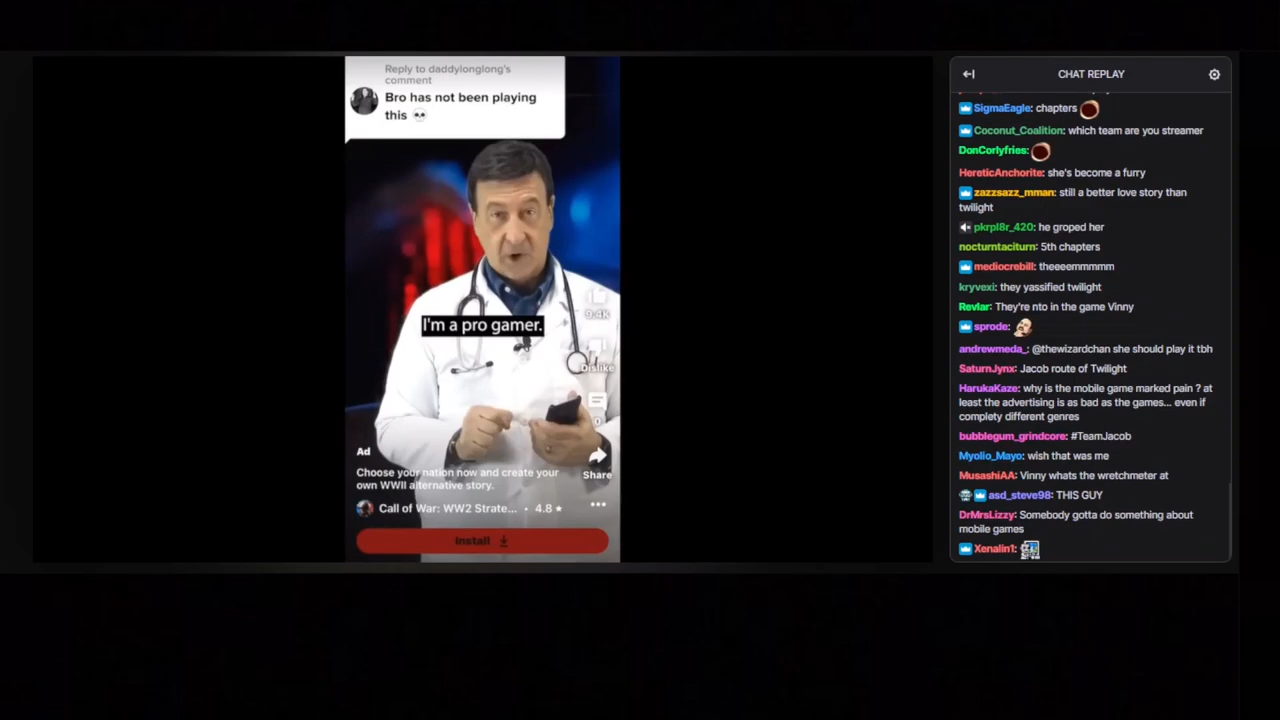 Reply to daddylonglong's
comment
Bro has not been playing
this 💀
I'm a pro gamer.
9.4K
Dislike
0
Share
Ad
Choose your nation now and create your
own WWII alternative story.
Call of War: WW2 Strate... • 4.8 ★
Install
CHAT REPLAY
SigmaEagle: chapters
Coconut_Coalition: which team are you streamer
DonCorlyfries:
HereticAnchorite: she's become a furry
zazzsazz_mman: still a better love story than
twilight
pkrpl8r_420: he groped her
nocturntaciturn: 5th chapters
mediocrebill: theeeemmmmm
kryvexi: they yassified twilight
Revlar: They're nto in the game Vinny
sprode:
andrewmeda_: @thewizardchan she should play it tbh
SaturnJynx: Jacob route of Twilight
HarukaKaze: why is the mobile game marked pain ? at
least the advertising is as bad as the games... even if
complety different genres
bubblegum_grindcore: #TeamJacob
Myolio_Mayo: wish that was me
MusashiAA: Vinny whats the wretchmeter at
asd_steve98: THIS GUY
DrMrsLizzy: Somebody gotta do something about
mobile games
Xenalin1: